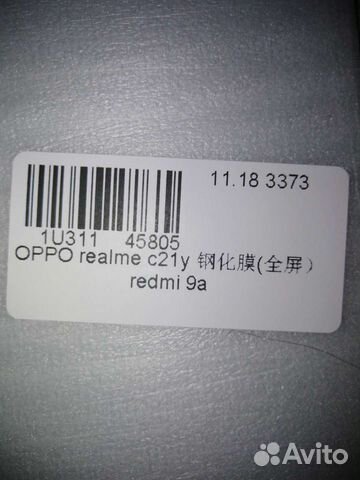 11.18 3373
1U311 45805
OPPO realme c21y 钢化膜(全屏）
redmi 9a
Avito